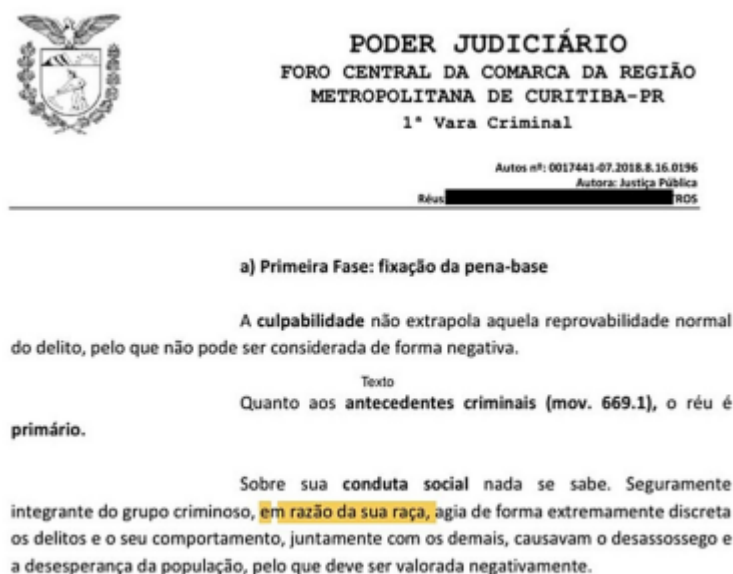 PODER JUDICIÁRIO
FORO CENTRAL DA COMARCA DA REGIÃO
METROPOLITANA DE CURITIBA-PR
1ª Vara Criminal
Autos nº: 0017441-07.2018.8.16.0196
Autora: Justiça Pública
Réus TROS
a) Primeira Fase: fixação da pena-base
A culpabilidade não extrapola aquela reprovabilidade normal
do delito, pelo que não pode ser considerada de forma negativa.
Texto
Quanto aos antecedentes criminais (mov. 669.1), o réu é
primário.
Sobre sua conduta social nada se sabe. Seguramente
integrante do grupo criminoso, em razão da sua raça, agia de forma extremamente discreta
os delitos e o seu comportamento, juntamente com os demais, causavam o desassossego e
a desesperança da população, pelo que deve ser valorada negativamente.